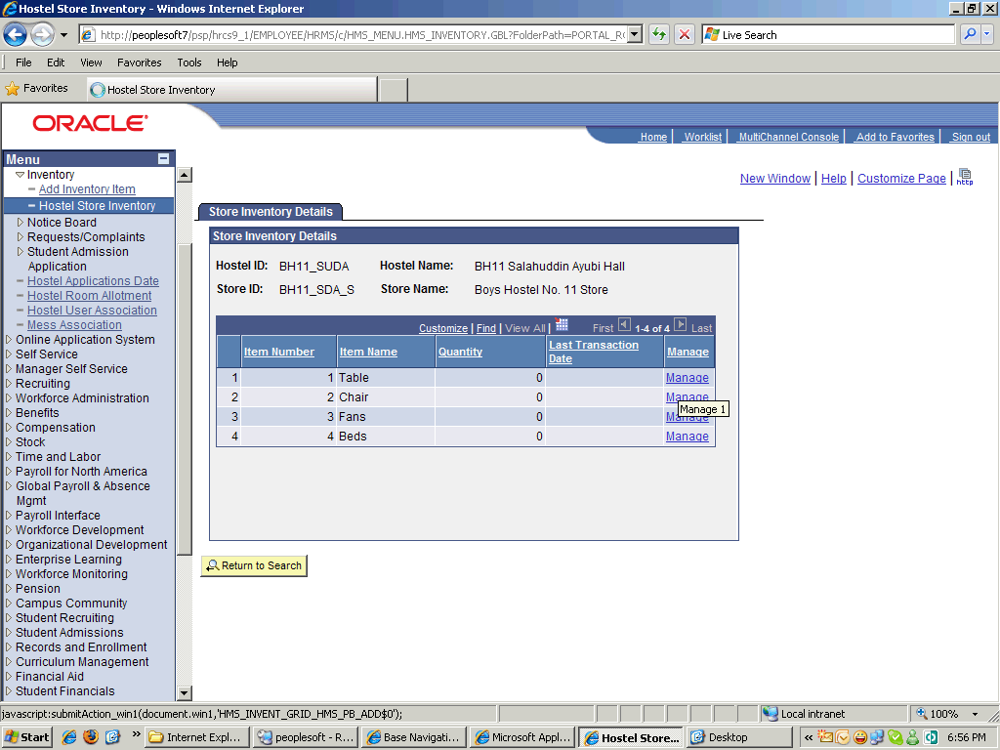 Hostel Store Inventory - Windows Internet Explorer
http://peoplesoft7/psp/hrcs9_1/EMPLOYEE/HRMS/c/HMS_MENU.HMS_INVENTORY.GBL?FolderPath=PORTAL_R
Live Search
File Edit View Favorites Tools Help
Favorites Hostel Store Inventory
ORACLE
Home Worklist MultiChannel Console Add to Favorites Sign out
Menu
Inventory
Add Inventory Item
Hostel Store Inventory
Notice Board
Requests/Complaints
Student Admission
Application
Hostel Applications Date
Hostel Room Allotment
Hostel User Association
Mess Association
Online Application System
Self Service
Manager Self Service
Recruiting
Workforce Administration
Benefits
Compensation
Stock
Time and Labor
Payroll for North America
Global Payroll & Absence
Mgmt
Payroll Interface
Workforce Development
Organizational Development
Enterprise Learning
Workforce Monitoring
Pension
Campus Community
Student Recruiting
Student Admissions
Records and Enrollment
Curriculum Management
Financial Aid
Student Financials
New Window | Help | Customize Page | http
Store Inventory Details
Store Inventory Details
Hostel ID: BH11_SUDA Hostel Name: BH11 Salahuddin Ayubi Hall
Store ID: BH11_SDA_S Store Name: Boys Hostel No. 11 Store
Customize | Find | View All | First 1-4 of 4 Last
Item Number Item Name Quantity Last Transaction Date Manage
1 1 Table 0 Manage
2 2 Chair 0 Manage
Manage 1
3 3 Fans 0 Manage
4 4 Beds 0 Manage
Return to Search
javascript:submitAction_win1(document.win1,'HMS_INVENT_GRID_HMS_PB_ADD$0'); Local intranet 100%
Start » Internet Expl... peoplesoft - R... Base Navigati... Microsoft Appl... Hostel Store... Desktop « 6:56 PM